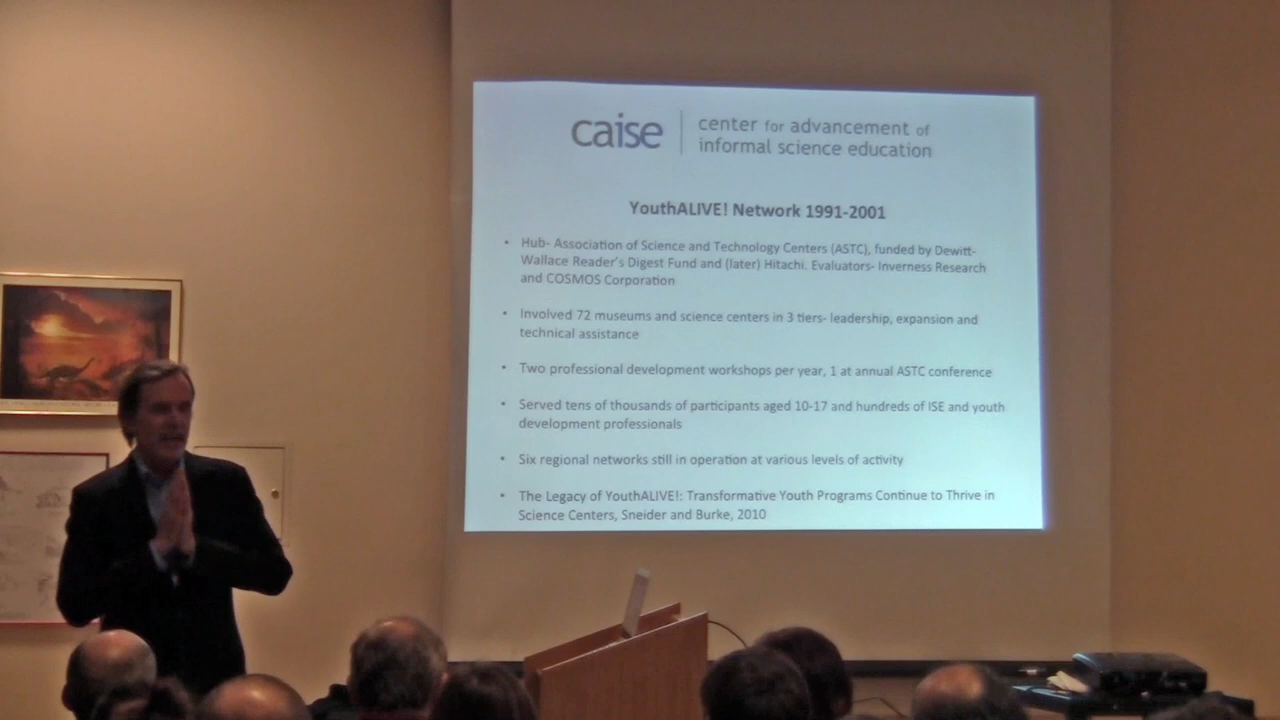 caise
center for advancement of
informal science education
YouthALIVE! Network 1991-2001
• Hub- Association of Science and Technology Centers (ASTC), funded by Dewitt-
Wallace Reader's Digest Fund and (later) Hitachi. Evaluators- Inverness Research
and COSMOS Corporation
• Involved 72 museums and science centers in 3 tiers- leadership, expansion and
technical assistance
• Two professional development workshops per year, 1 at annual ASTC conference
• Served tens of thousands of participants aged 10-17 and hundreds of ISE and youth
development professionals
• Six regional networks still in operation at various levels of activity
• The Legacy of YouthALIVE!: Transformative Youth Programs Continue to Thrive in
Science Centers, Sneider and Burke, 2010